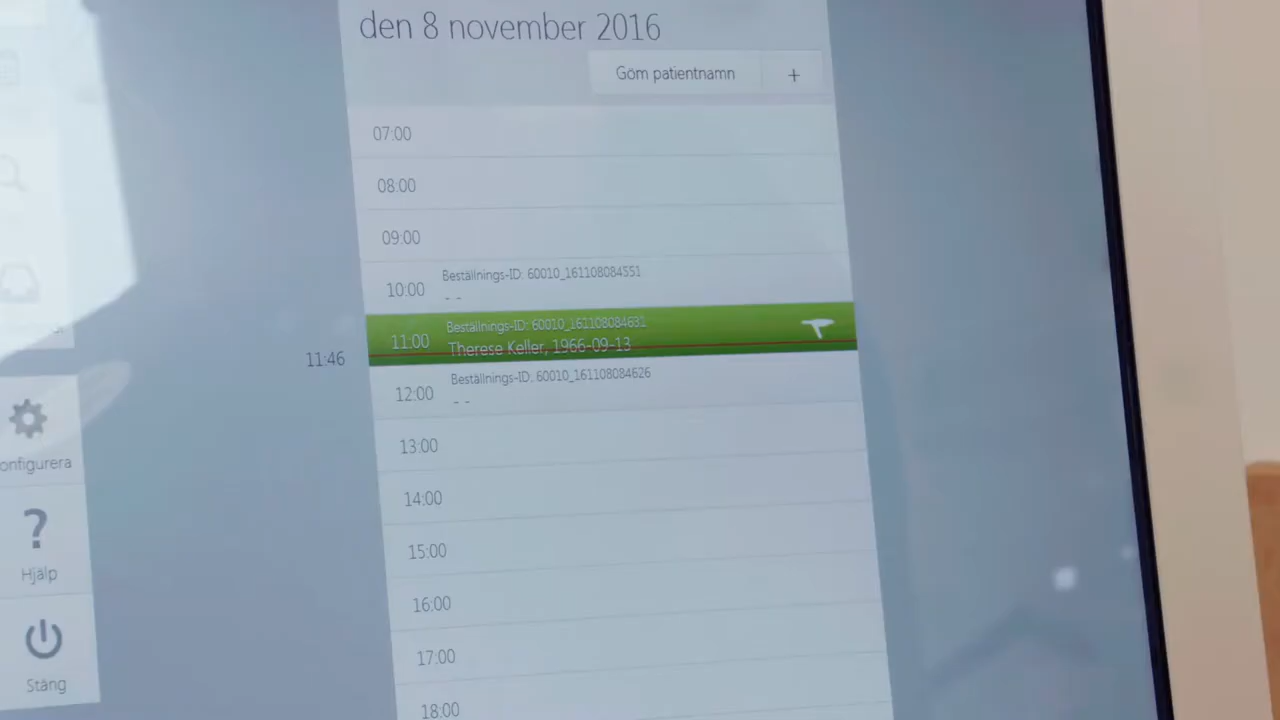 den 8 november 2016
Göm patientnamn +
07:00
08:00
09:00
Beställnings-ID: 60010_161108084551
10:00
- -
Beställnings-ID: 60010_161108084631
11:00
Therese Keller, 1966-09-13
11:46
Beställnings-ID: 60010_161108084626
12:00
- -
13:00
14:00
15:00
16:00
17:00
18:00
onfigurera
?
Hjälp
Stäng